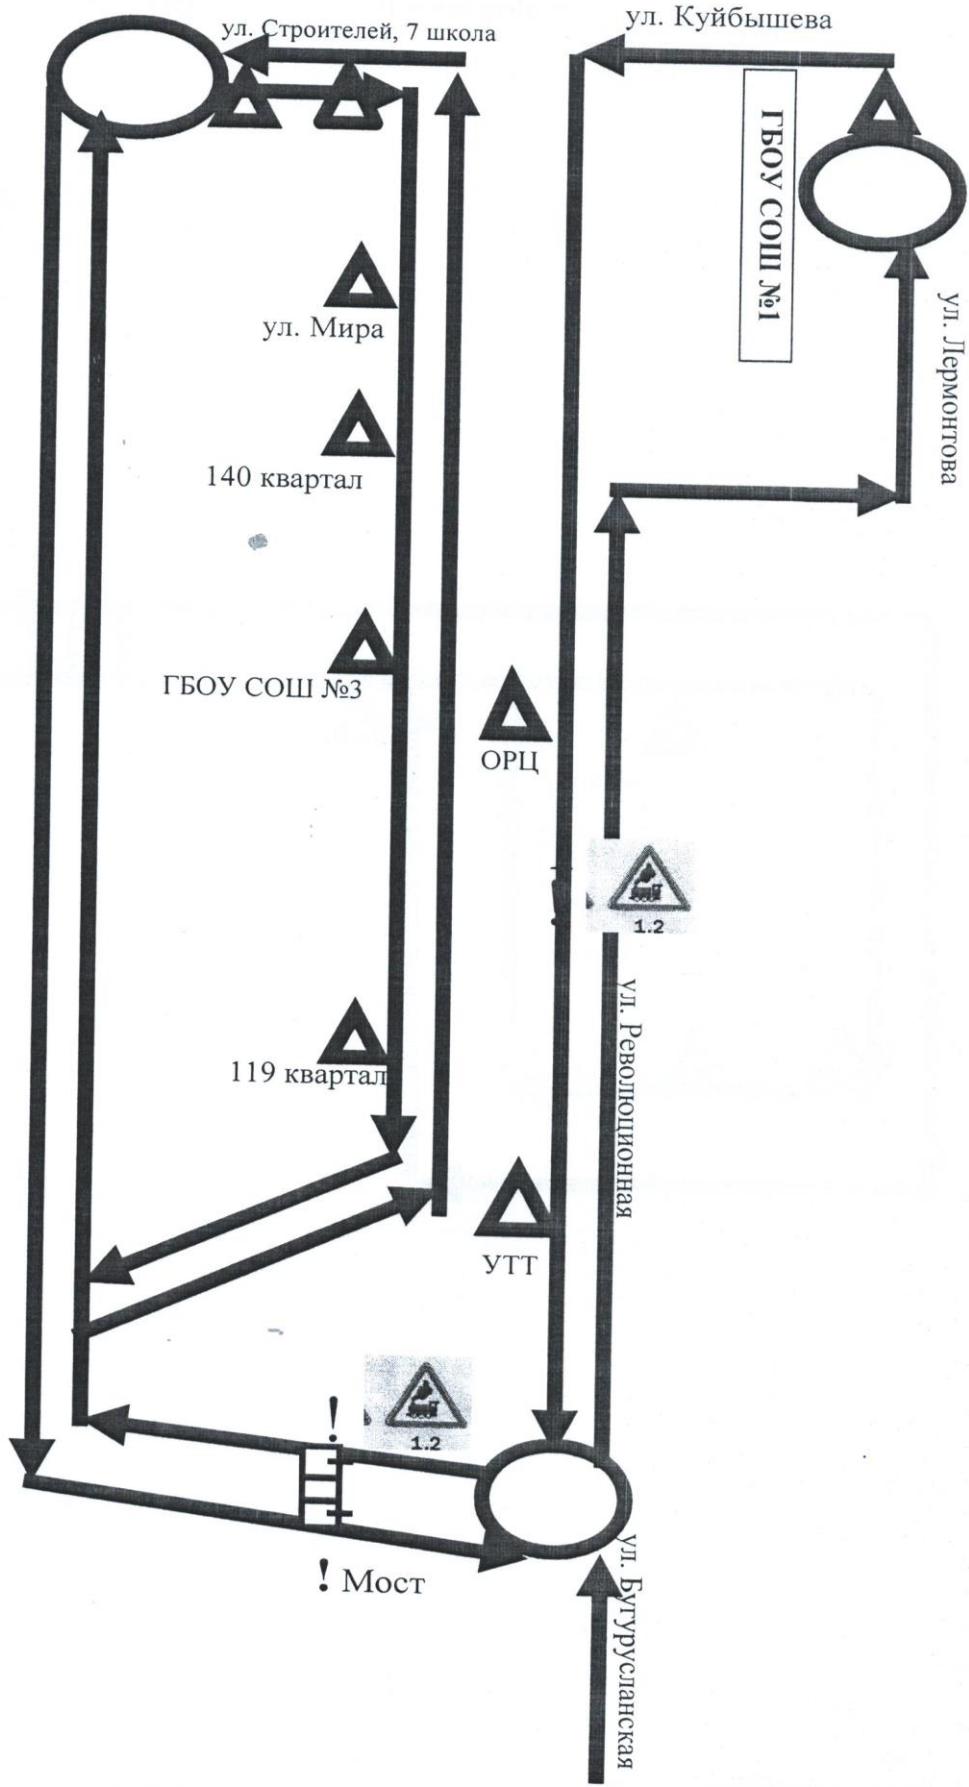 ул. Строителей, 7 школа
ул. Куйбышева
ГБОУ СОШ №1
ул. Лермонтова
ул. Мира
140 квартал
ГБОУ СОШ №3
ОРЦ
1.2
ул. Революционная
119 квартал
УТТ
!
1.2
! Мост
ул. Бугурусланская